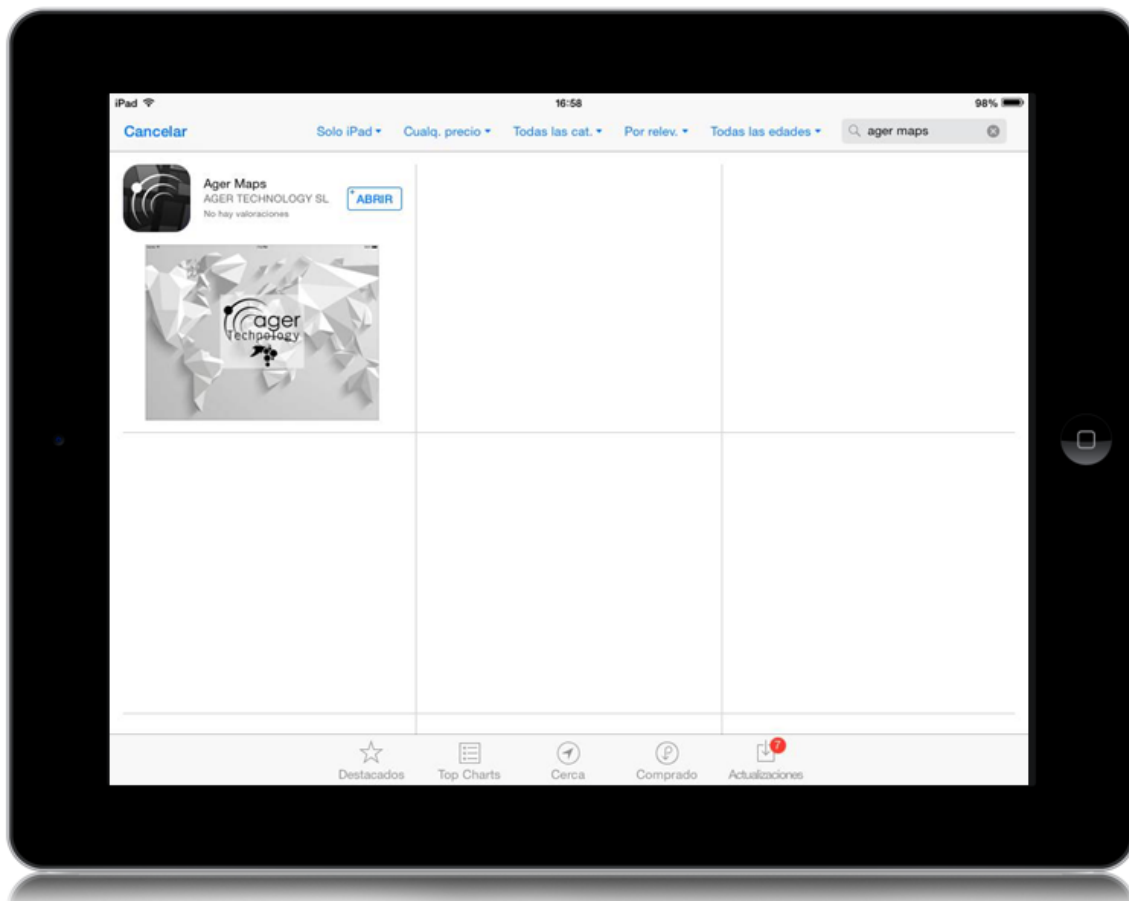 iPad 16:58 98%
Cancelar Solo iPad Cualq. precio Todas las cat. Por relev. Todas las edades ager maps
Ager Maps
AGER TECHNOLOGY SL
No hay valoraciones
+ABRIR
ager
Technology
7
Destacados Top Charts Cerca Comprado Actualizaciones